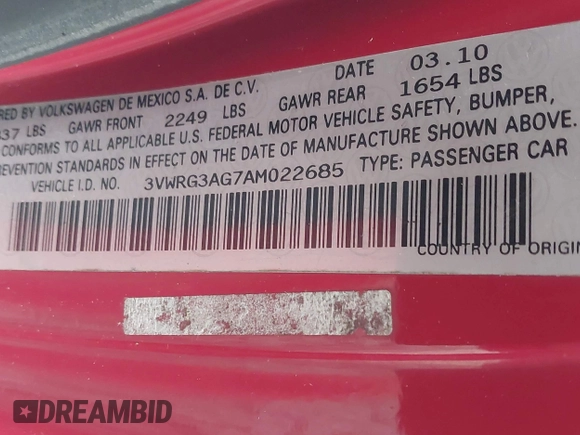 RED BY VOLKSWAGEN DE MEXICO S.A. DE C.V. DATE 03.10
37 LBS GAWR FRONT 2249 LBS GAWR REAR 1654 LBS
CONFORMS TO ALL APPLICABLE U.S. FEDERAL MOTOR VEHICLE SAFETY, BUMPER,
EVENTION STANDARDS IN EFFECT ON THE DATE OF MANUFACTURE SHOWN ABOVE.
VEHICLE I.D. NO. 3VWRG3AG7AM022685 TYPE: PASSENGER CAR
COUNTRY OF ORIGIN
DREAMBID